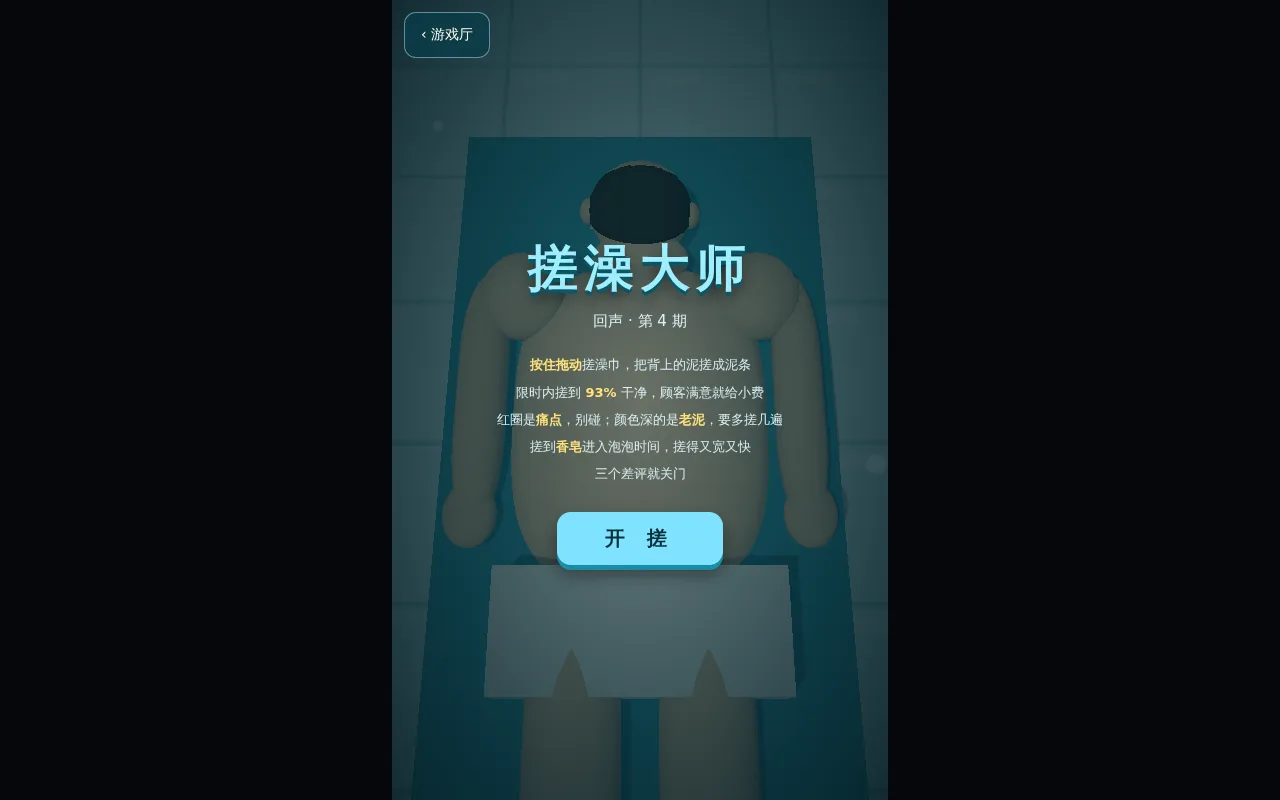 ‹ 游戏厅
搓澡大师
回声 · 第 4 期
按住拖动搓澡巾，把背上的泥搓成泥条
限时内搓到 93% 干净，顾客满意就给小费
红圈是痛点，别碰；颜色深的是老泥，要多搓几遍
搓到香皂进入泡泡时间，搓得又宽又快
三个差评就关门
开 搓